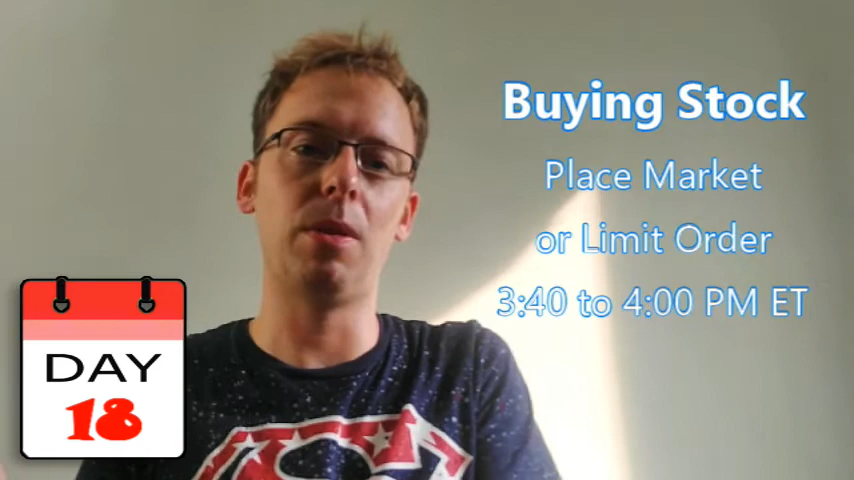 Buying Stock
Place Market
or Limit Order
3:40 to 4:00 PM ET
DAY
18